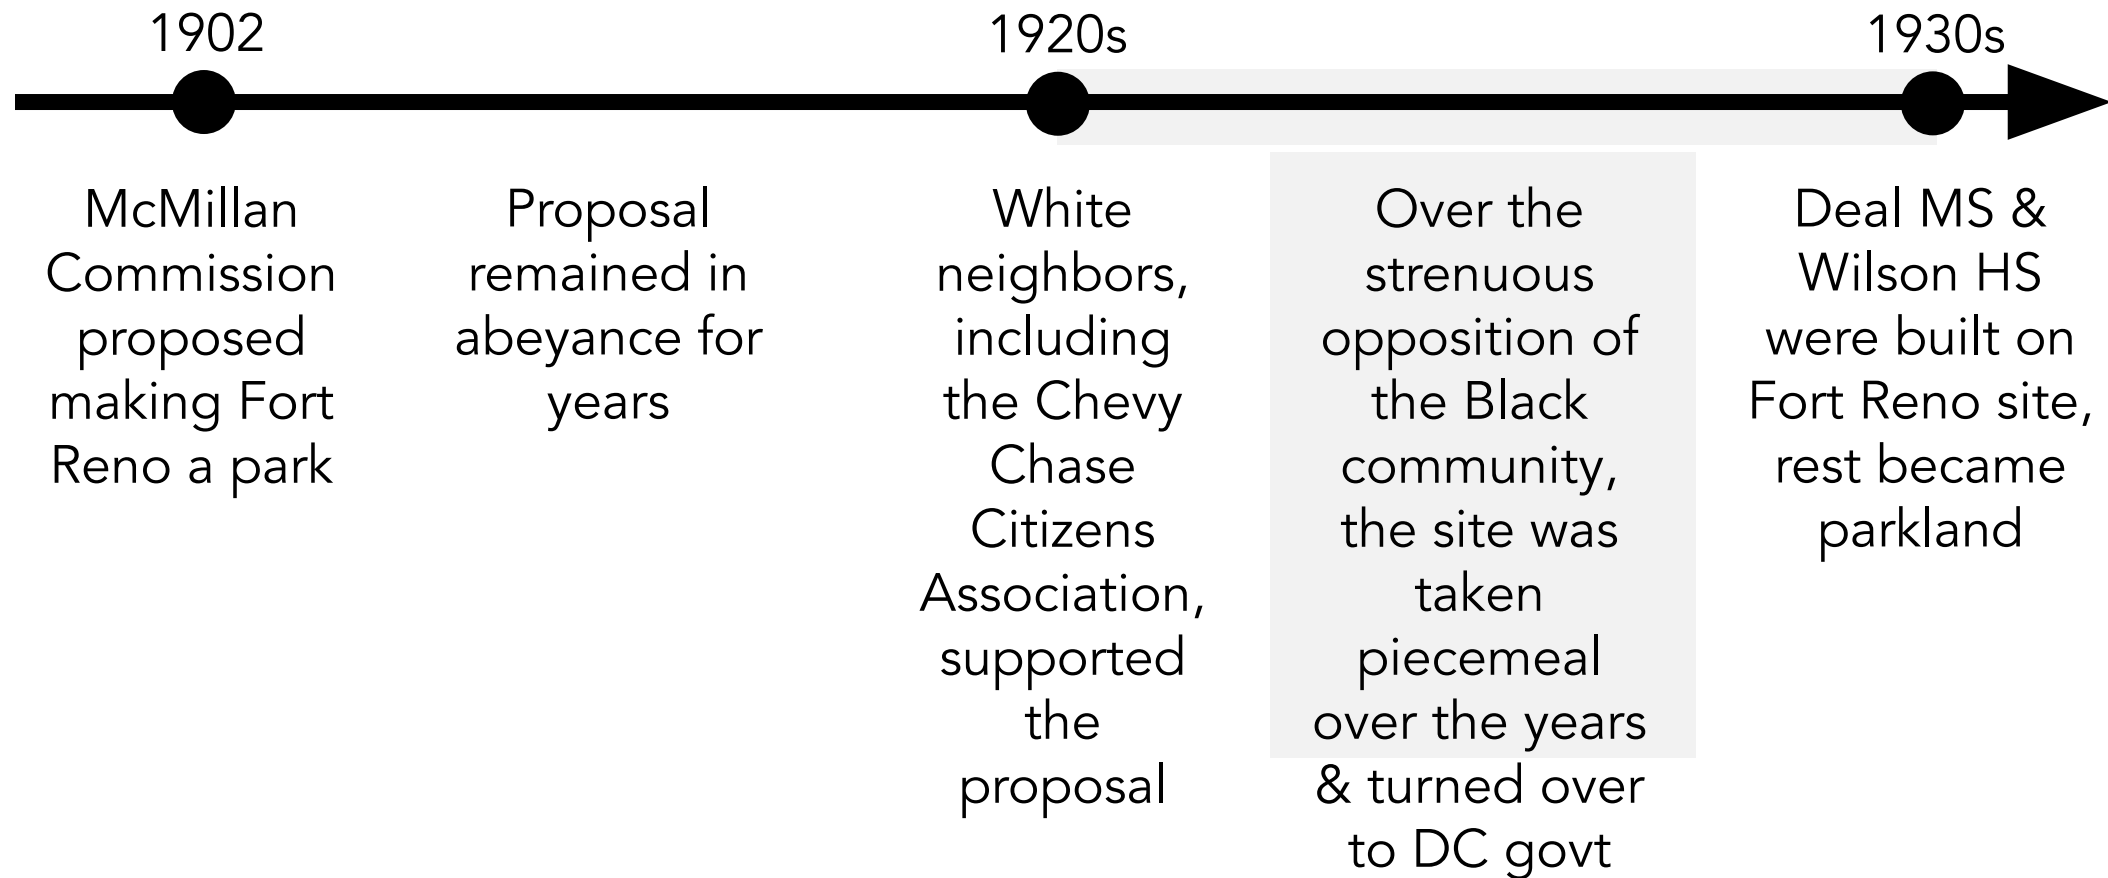 1902
1920s
1930s
McMillan
Commission
proposed
making Fort
Reno a park
Proposal
remained in
abeyance for
years
White
neighbors,
including
the Chevy
Chase
Citizens
Association,
supported
the
proposal
Over the
strenuous
opposition of
the Black
community,
the site was
taken
piecemeal
over the years
& turned over
to DC govt
Deal MS &
Wilson HS
were built on
Fort Reno site,
rest became
parkland